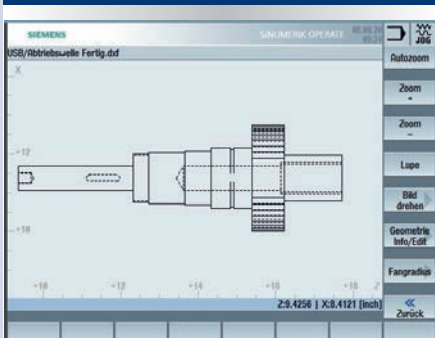 SIEMENS
SINUMERIK OPERATE
JOG
USB/Abtriebswelle Fertig.dxf
Autozoom
X
Zoom
+
Zoom
-
+12
Lupe
Bild
drehen
+10
Geometrie
Info/Edit
Fangradius
+10
+12
+14
+16
+18
Z
Z:9.4256 | X:8.4121 [inch]
Zurück